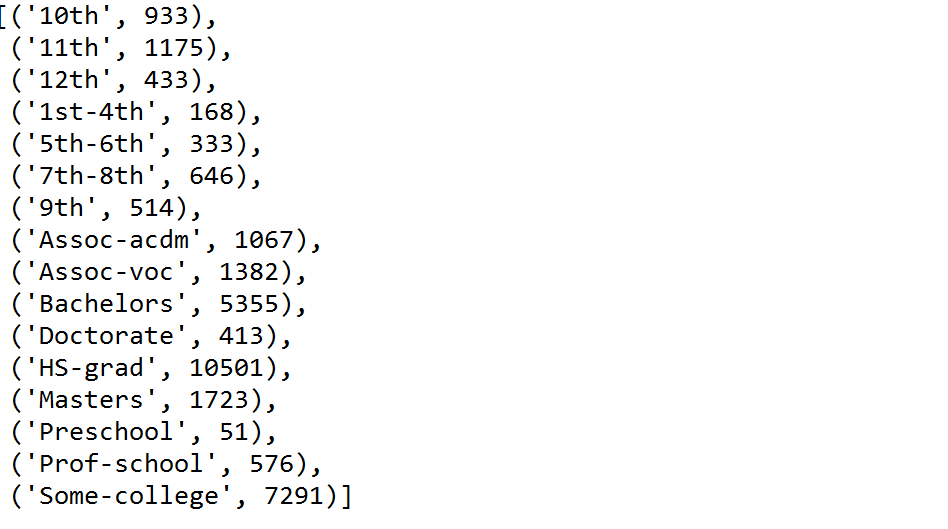 [('10th', 933),
('11th', 1175),
('12th', 433),
('1st-4th', 168),
('5th-6th', 333),
('7th-8th', 646),
('9th', 514),
('Assoc-acdm', 1067),
('Assoc-voc', 1382),
('Bachelors', 5355),
('Doctorate', 413),
('HS-grad', 10501),
('Masters', 1723),
('Preschool', 51),
('Prof-school', 576),
('Some-college', 7291)]